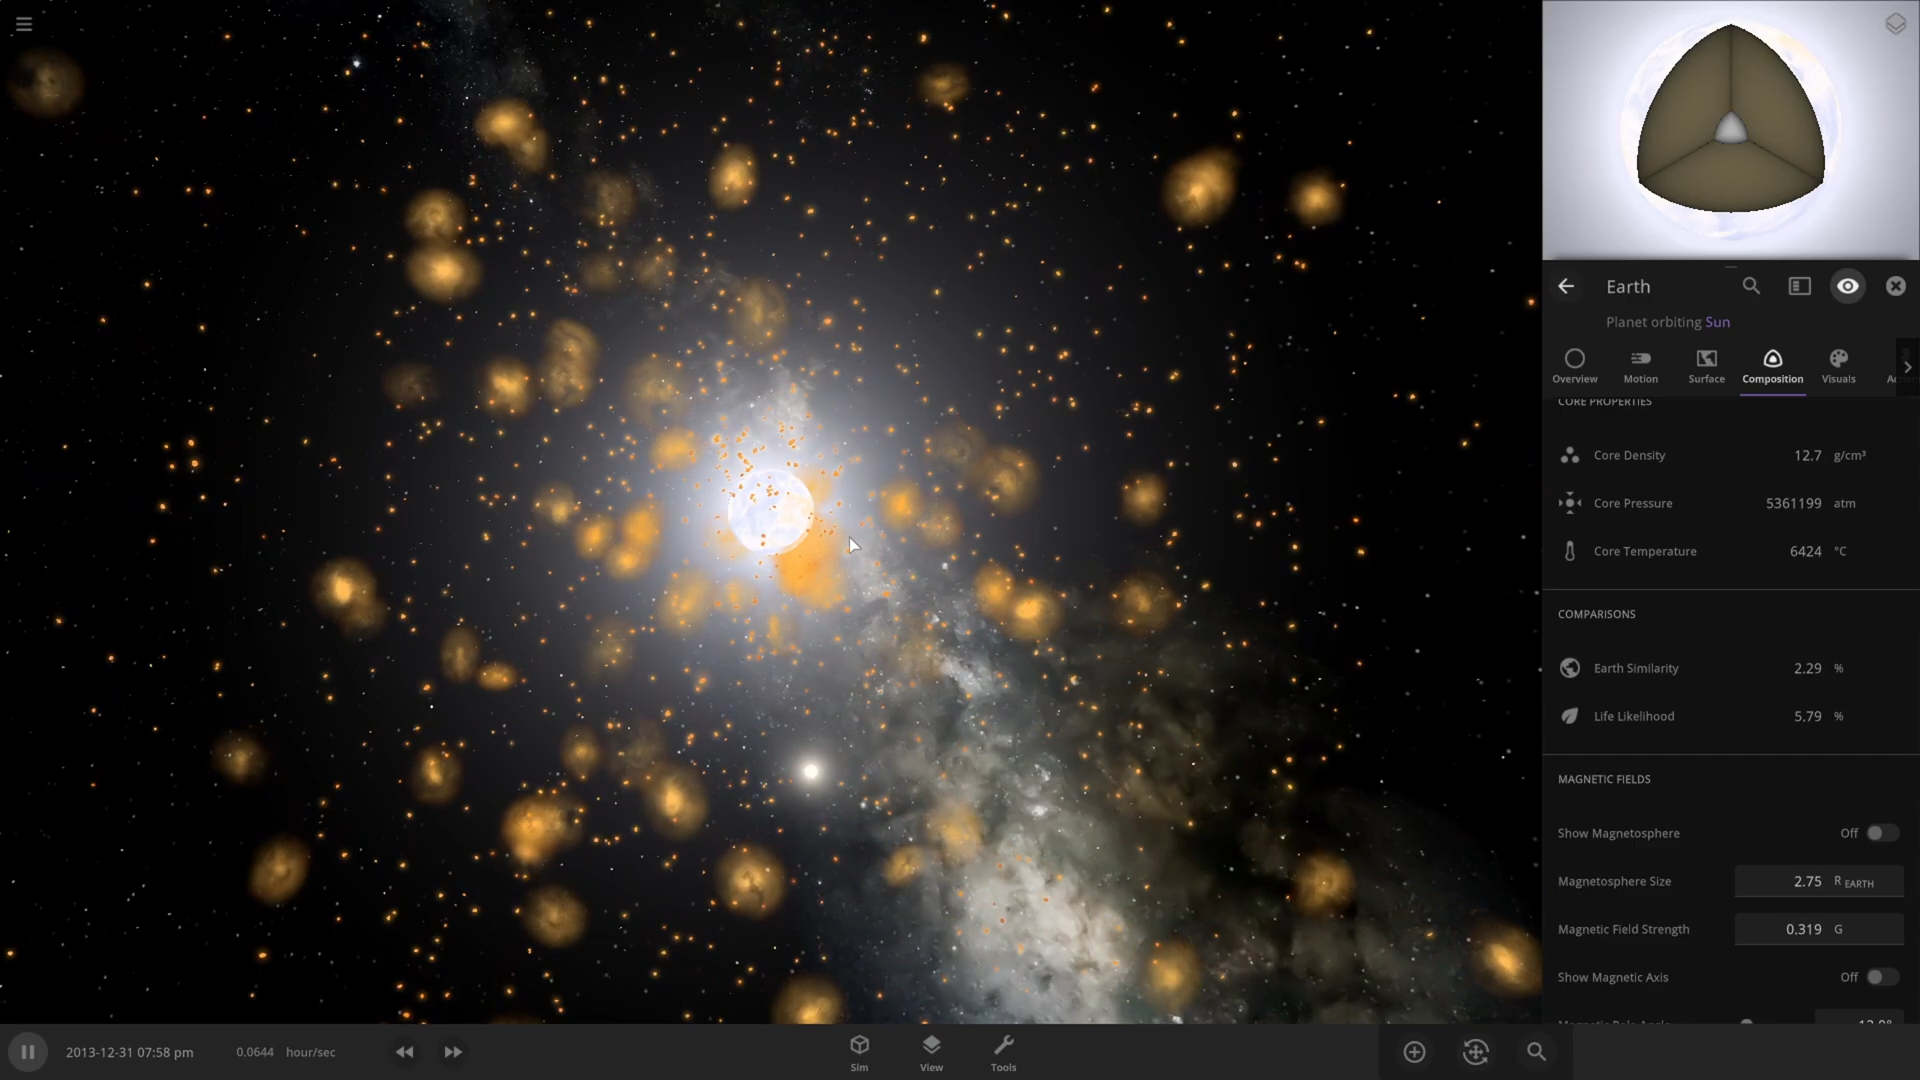 Earth
Planet orbiting Sun
Overview Motion Surface Composition Visuals
CORE PROPERTIES
Core Density 12.7 g/cm³
Core Pressure 5361199 atm
Core Temperature 6424 °C
COMPARISONS
Earth Similarity 2.29 %
Life Likelihood 5.79 %
MAGNETIC FIELDS
Show Magnetosphere Off
Magnetosphere Size 2.75 R EARTH
Magnetic Field Strength 0.319 G
Show Magnetic Axis Off
2013-12-31 07:58 pm 0.0644 hour/sec
Sim View Tools